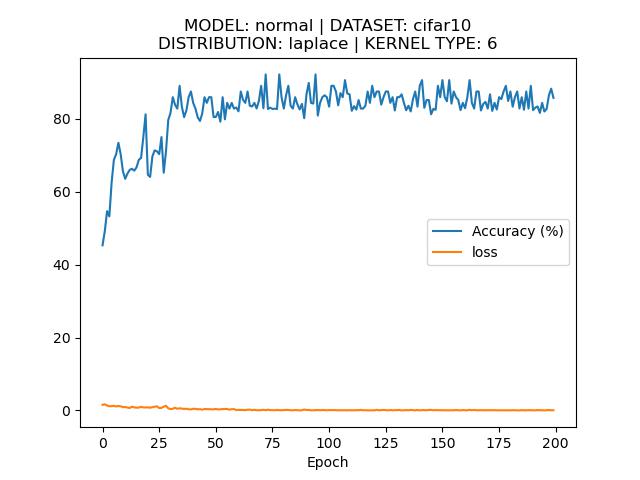 MODEL: normal | DATASET: cifar10
DISTRIBUTION: laplace | KERNEL TYPE: 6
80
60
40
20
0
Accuracy (%)
loss
0 25 50 75 100 125 150 175 200
Epoch